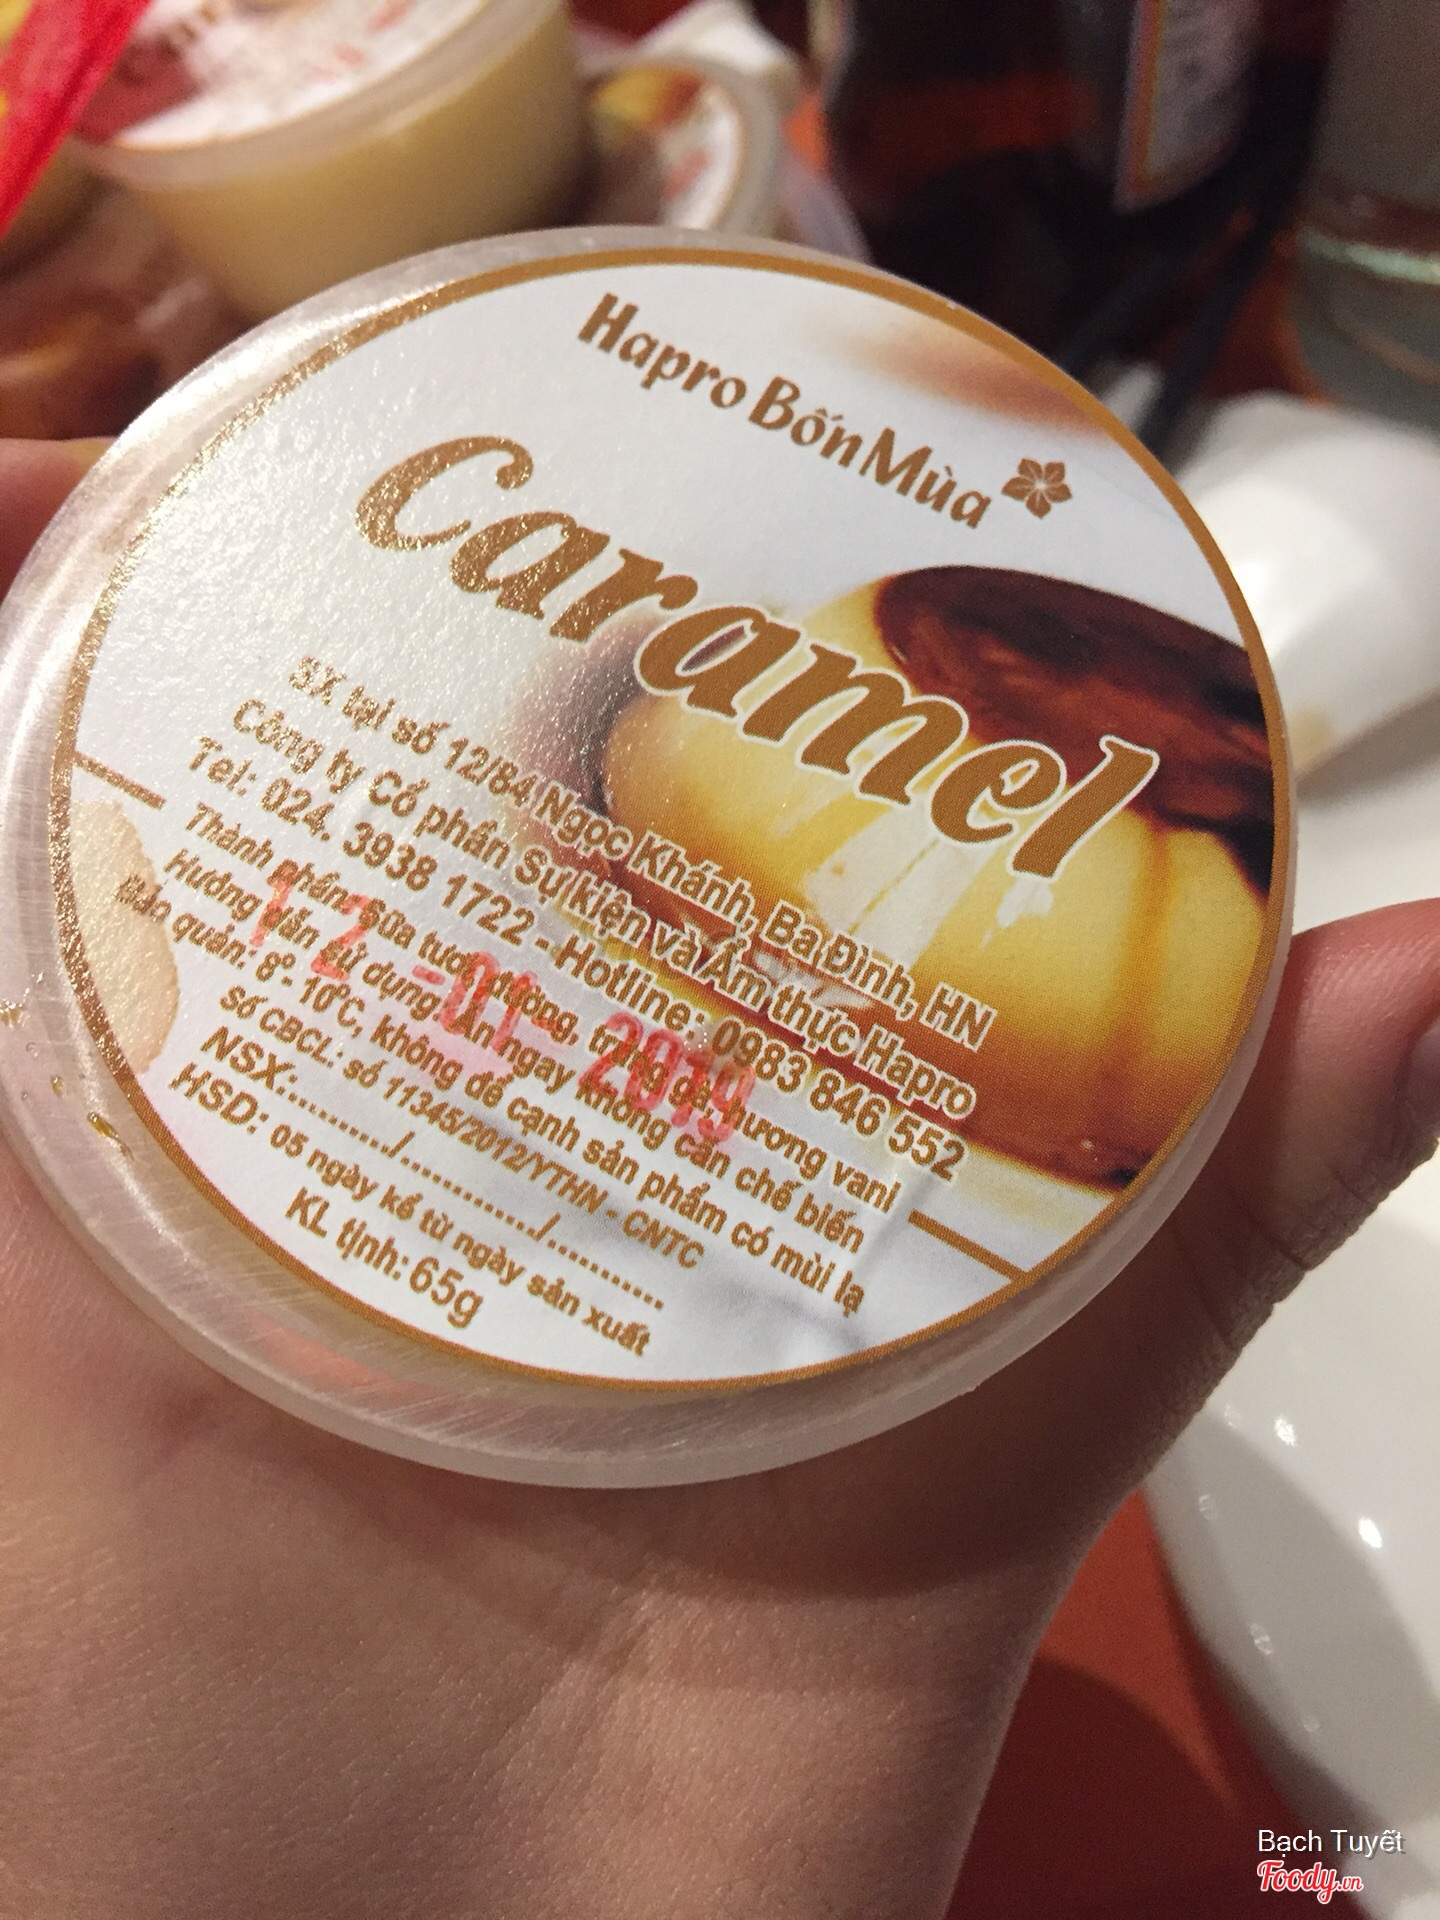 Hapro Bốn Mùa
Caramel
SX tại số 12/84 Ngọc Khánh, Ba Đình, HN
Công ty Cổ phần Sự kiện và Ẩm thực Hapro
Tel: 024. 3938 1722 - Hotline: 0983 846 552
Thành phần: Sữa tươi, đường, trứng gà, hương vani
Hướng dẫn sử dụng: Ăn ngay không cần chế biến
Bảo quản: 8°- 10°C, không để cạnh sản phẩm có mùi lạ
Số CBCL: số 11345/2012/YTHN - CNTC
NSX:........./............./...........
HSD: 05 ngày kể từ ngày sản xuất
KL tịnh: 65g
12 -01- 2019
Bạch Tuyết
Foody.vn